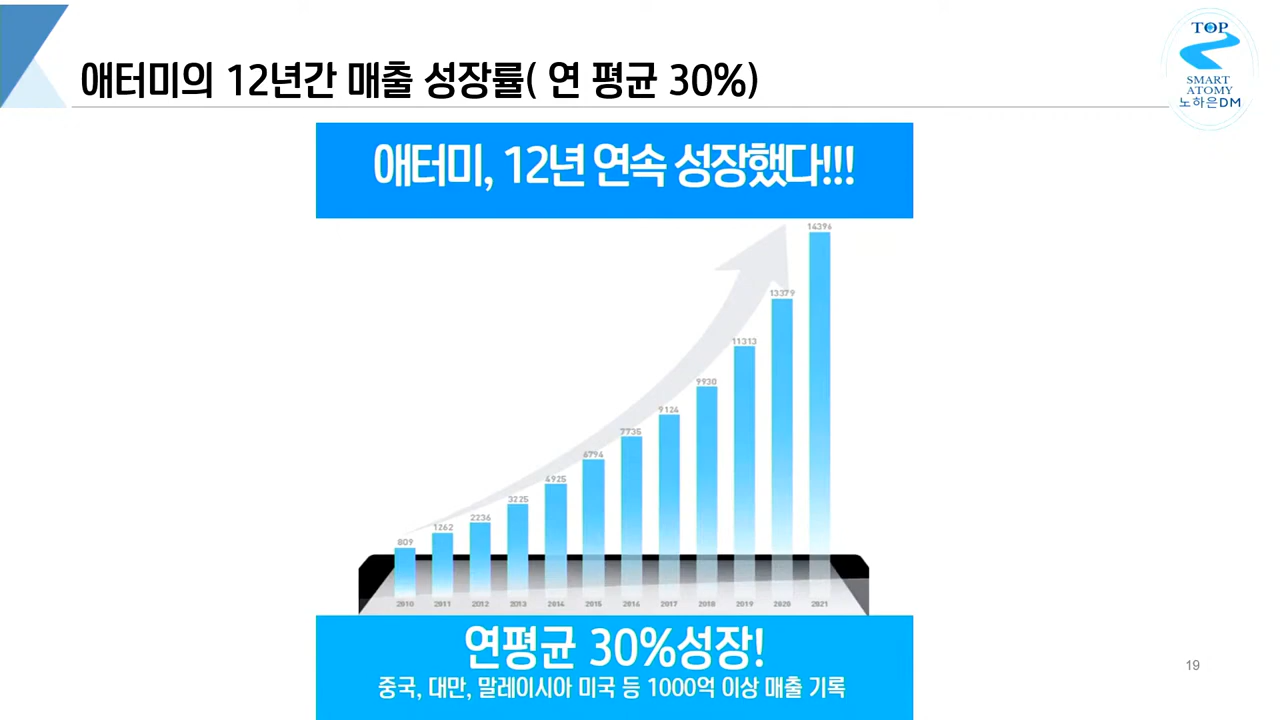 애터미의 12년간 매출 성장률( 연 평균 30%)
TOP
SMART
ATOMY
노하은DM
애터미, 12년 연속 성장했다!!!
14396
13379
11313
9930
9124
7735
6794
4925
3225
2236
1262
809
2010 2011 2012 2013 2014 2015 2016 2017 2018 2019 2020 2021
연평균 30%성장!
중국, 대만, 말레이시아 미국 등 1000억 이상 매출 기록
19